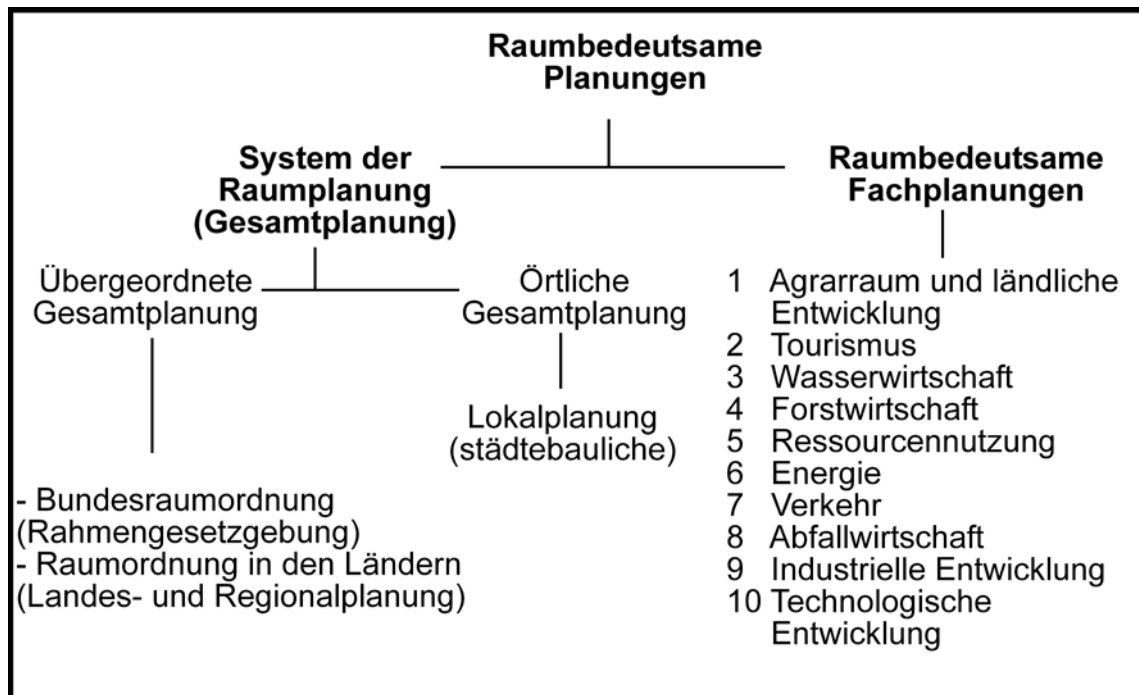 Raumbedeutsame
Planungen
System der
Raumplanung
(Gesamtplanung)
Raumbedeutsame
Fachplanungen
Übergeordnete
Gesamtplanung
Örtliche
Gesamtplanung
- Bundesraumordnung
(Rahmengesetzgebung)
- Raumordnung in den Ländern
(Landes- und Regionalplanung)
Lokalplanung
(städtebauliche)
1 Agrarraum und ländliche
Entwicklung
2 Tourismus
3 Wasserwirtschaft
4 Forstwirtschaft
5 Ressourcennutzung
6 Energie
7 Verkehr
8 Abfallwirtschaft
9 Industrielle Entwicklung
10 Technologische
Entwicklung